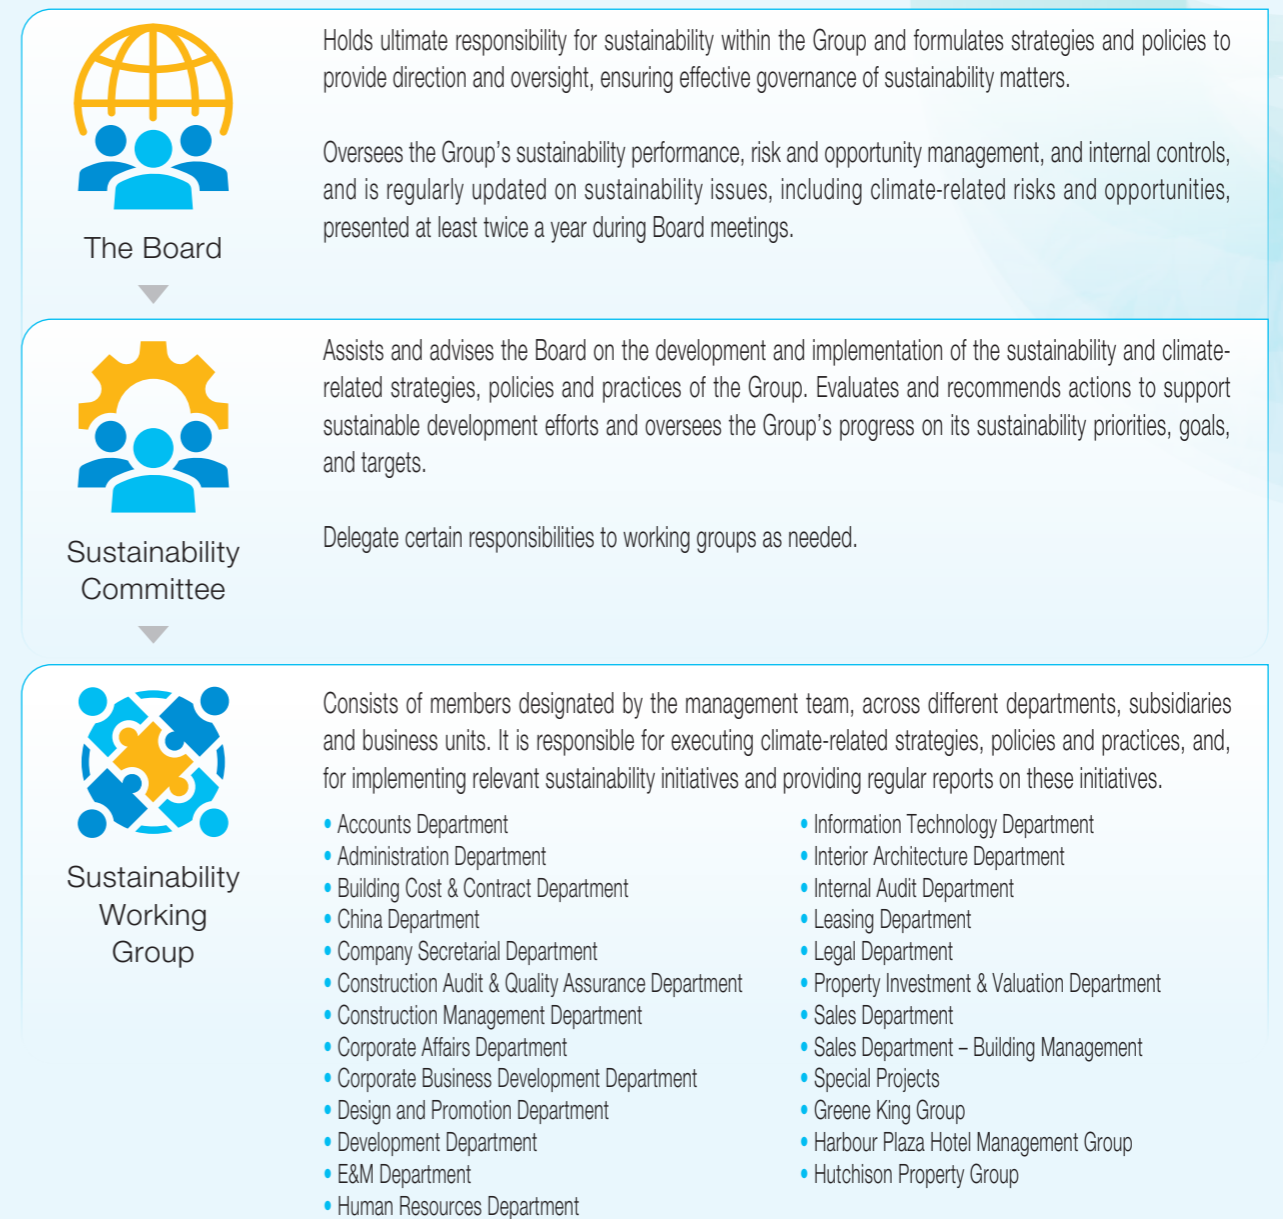 Holds ultimate responsibility for sustainability within the Group and formulates strategies and policies to
provide direction and oversight, ensuring effective governance of sustainability matters.
Oversees the Group's sustainability performance, risk and opportunity management, and internal controls,
and is regularly updated on sustainability issues, including climate-related risks and opportunities,
presented at least twice a year during Board meetings.
The Board
Assists and advises the Board on the development and implementation of the sustainability and climate-
related strategies, policies and practices of the Group. Evaluates and recommends actions to support
sustainable development efforts and oversees the Group's progress on its sustainability priorities, goals,
and targets.
Delegate certain responsibilities to working groups as needed.
Sustainability
Committee
Consists of members designated by the management team, across different departments, subsidiaries
and business units. It is responsible for executing climate-related strategies, policies and practices, and,
for implementing relevant sustainability initiatives and providing regular reports on these initiatives.
Sustainability
Working
Group
• Accounts Department
• Administration Department
• Building Cost & Contract Department
• China Department
• Company Secretarial Department
• Construction Audit & Quality Assurance Department
• Construction Management Department
• Corporate Affairs Department
• Corporate Business Development Department
• Design and Promotion Department
• Development Department
• E&M Department
• Human Resources Department
• Information Technology Department
• Interior Architecture Department
• Internal Audit Department
• Leasing Department
• Legal Department
• Property Investment & Valuation Department
• Sales Department
• Sales Department – Building Management
• Special Projects
• Greene King Group
• Harbour Plaza Hotel Management Group
• Hutchison Property Group